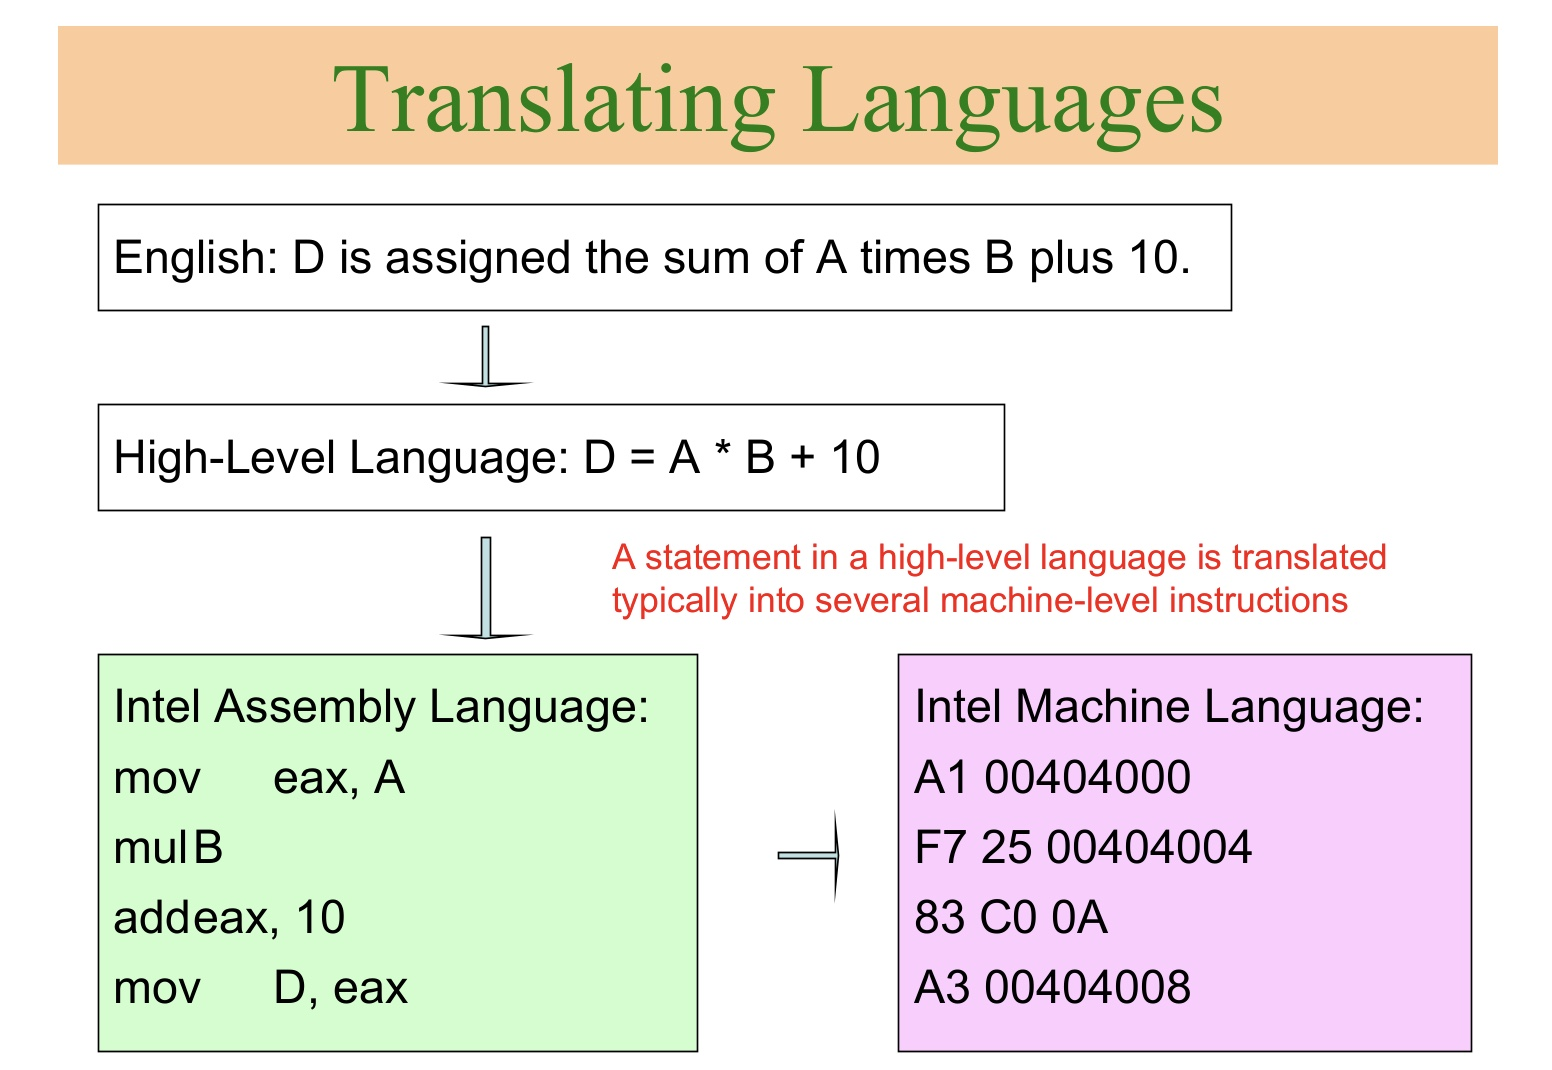 Translating Languages
English: D is assigned the sum of A times B plus 10.
High-Level Language: D = A * B + 10
A statement in a high-level language is translated
typically into several machine-level instructions
Intel Assembly Language:
mov eax, A
mul B
add eax, 10
mov D, eax
Intel Machine Language:
A1 00404000
F7 25 00404004
83 C0 0A
A3 00404008